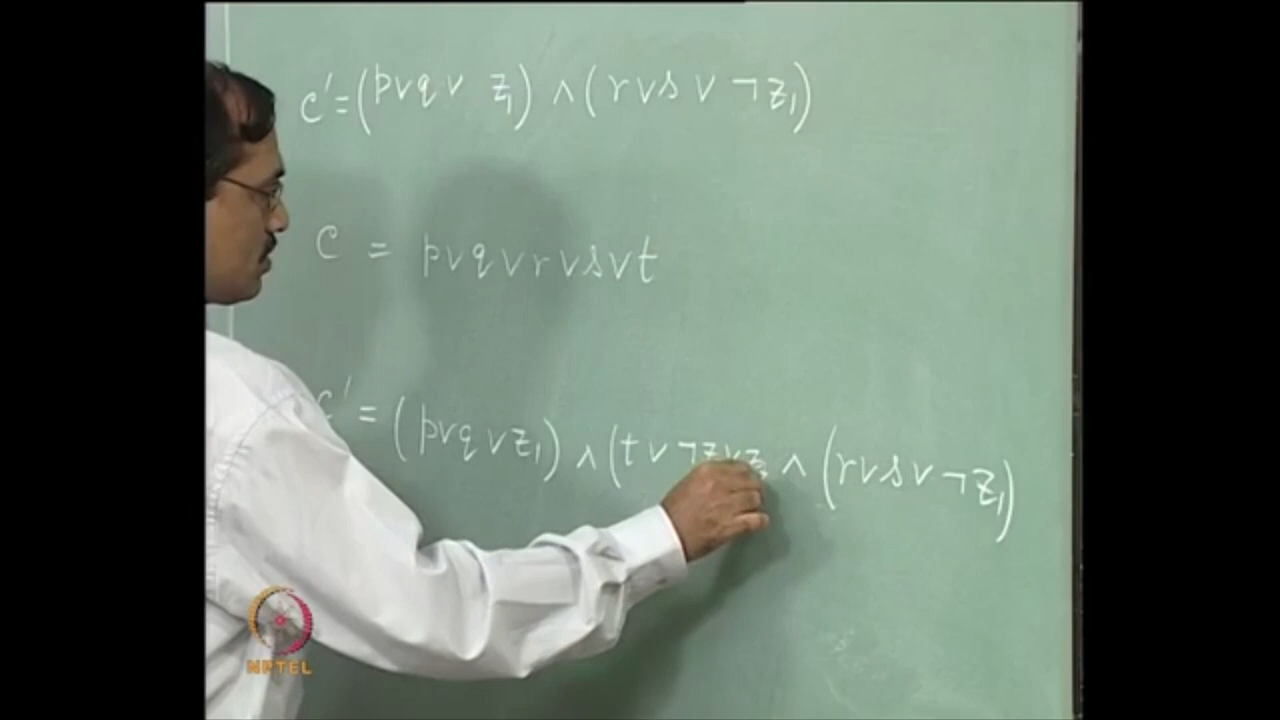 C' = (p ∨ q ∨ z₁) ∧ (r ∨ s ∨ ¬z₁)
C = p ∨ q ∨ r ∨ s ∨ t
C' = (p ∨ q ∨ z₁) ∧ (t ∨ ¬z ∨ z ∧ (r ∨ s ∨ ¬z₁)
NPTEL